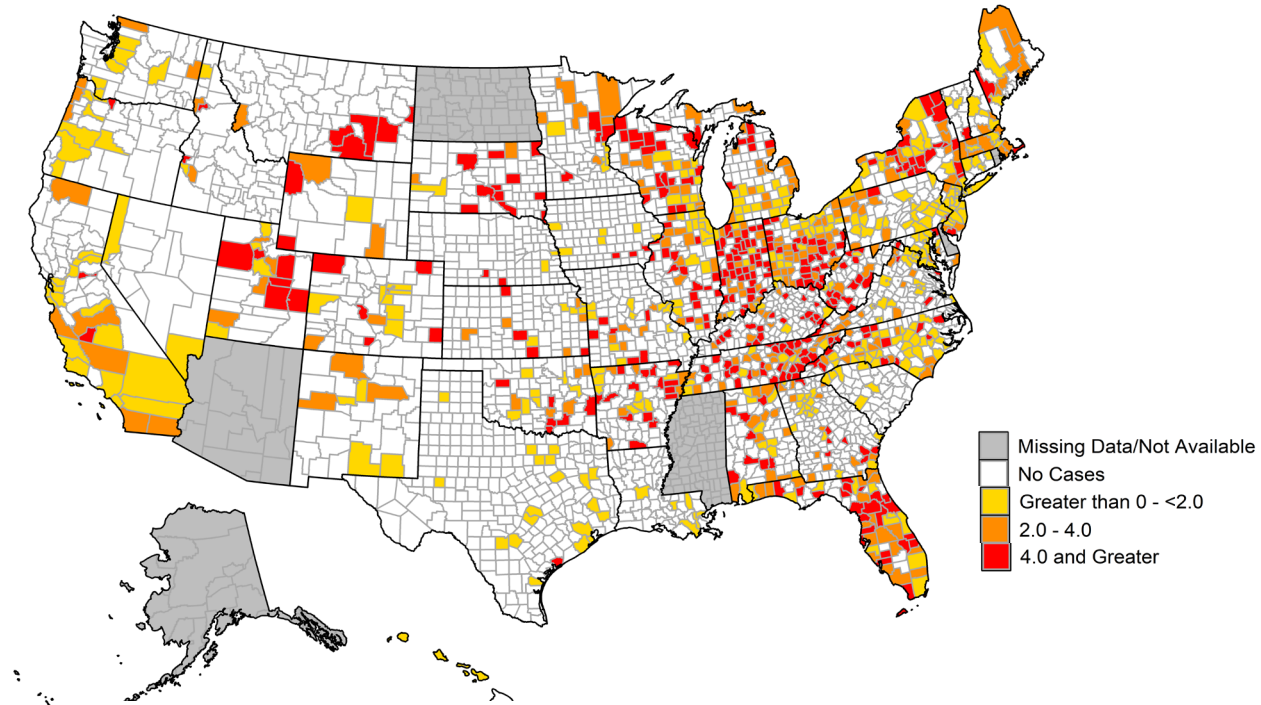 Missing Data/Not Available
No Cases
Greater than 0 - <2.0
2.0 - 4.0
4.0 and Greater